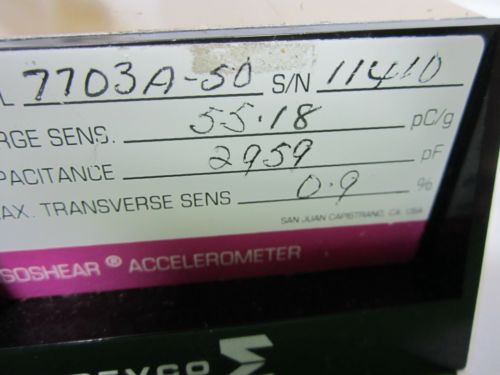 L 7703A-50 S/N 11410
RGE SENS. 55.18 pC/g
PACITANCE 2959 pF
AX. TRANSVERSE SENS 0.9 %
SAN JUAN CAPISTRANO, CA. USA
SOSHEAR ® ACCELEROMETER
EVCO